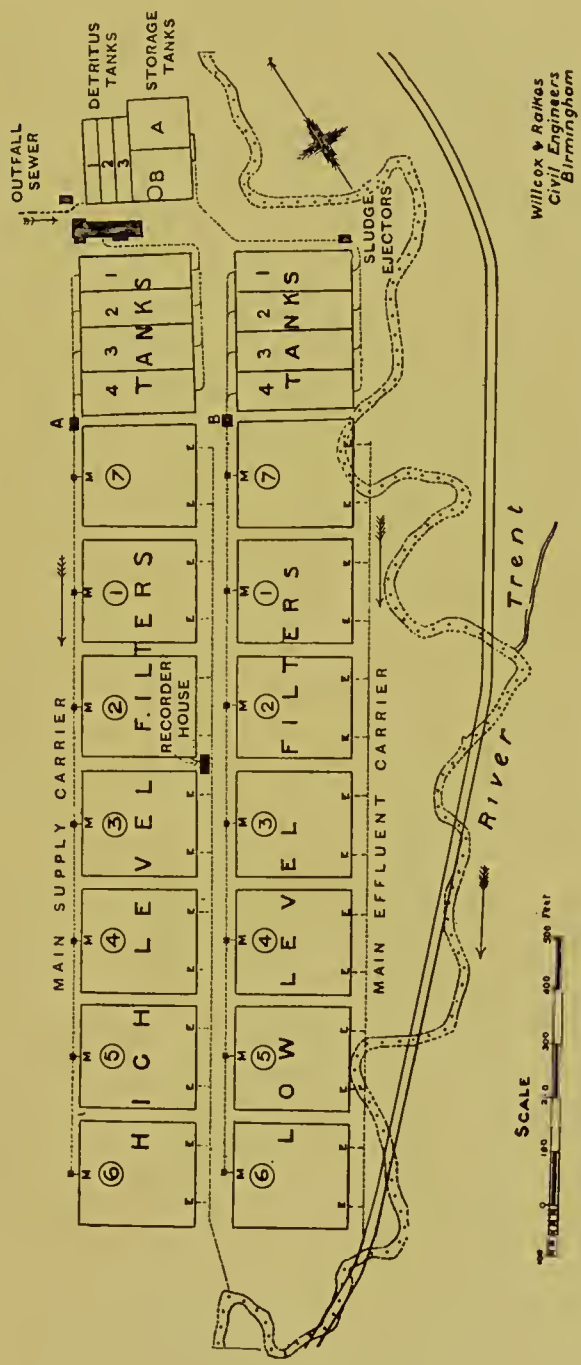 OUTFALL
SEWER
DETRITUS
TANKS
STORAGE
TANKS
1
2
3
OB
A
A
MAIN SUPPLY CARRIER
M M M M M M M
6 5 4 3 2 1 7
HIGH LEVEL FILTERS
4 3 2 1
TANKS
E E E E E E E E E E E E E E
RECORDER
HOUSE
B
M M M M M M M
6 5 4 3 2 1 7
LOW LEVEL FILTERS
4 3 2 1
TANKS
E E E E E E E E E E E E E E
SLUDGE
EJECTORS
MAIN EFFLUENT CARRIER
River Trent
SCALE
100 0 100 200 300 400 500 Feet
Willcox & Raikes
Civil Engineers
Birmingham